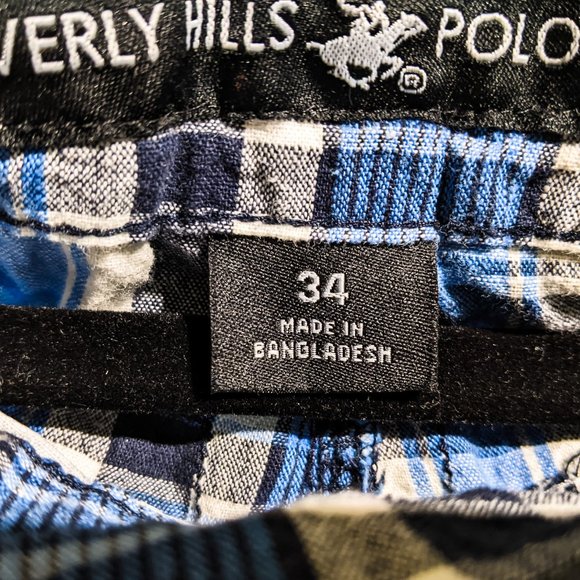 VERLY HILLS POLO
®
34
MADE IN
BANGLADESH